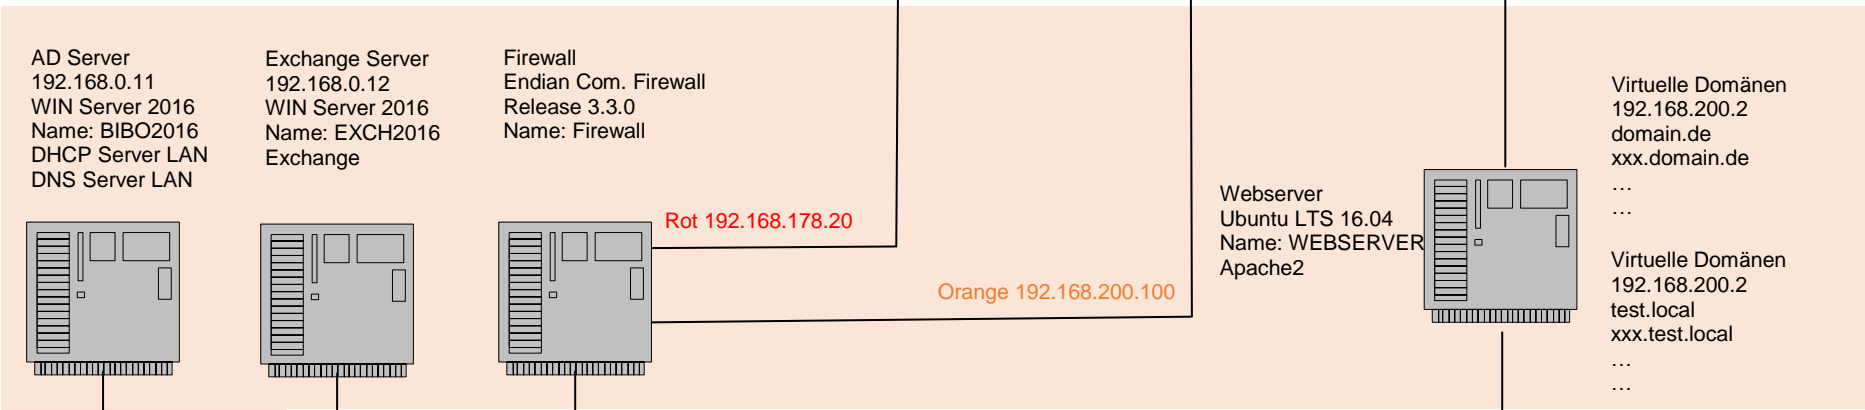 AD Server
192.168.0.11
WIN Server 2016
Name: BIBO2016
DHCP Server LAN
DNS Server LAN
Exchange Server
192.168.0.12
WIN Server 2016
Name: EXCH2016
Exchange
Firewall
Endian Com. Firewall
Release 3.3.0
Name: Firewall
Rot 192.168.178.20
Orange 192.168.200.100
Webserver
Ubuntu LTS 16.04
Name: WEBSERVER
Apache2
Virtuelle Domänen
192.168.200.2
domain.de
xxx.domain.de
…
…
Virtuelle Domänen
192.168.200.2
test.local
xxx.test.local
…
…